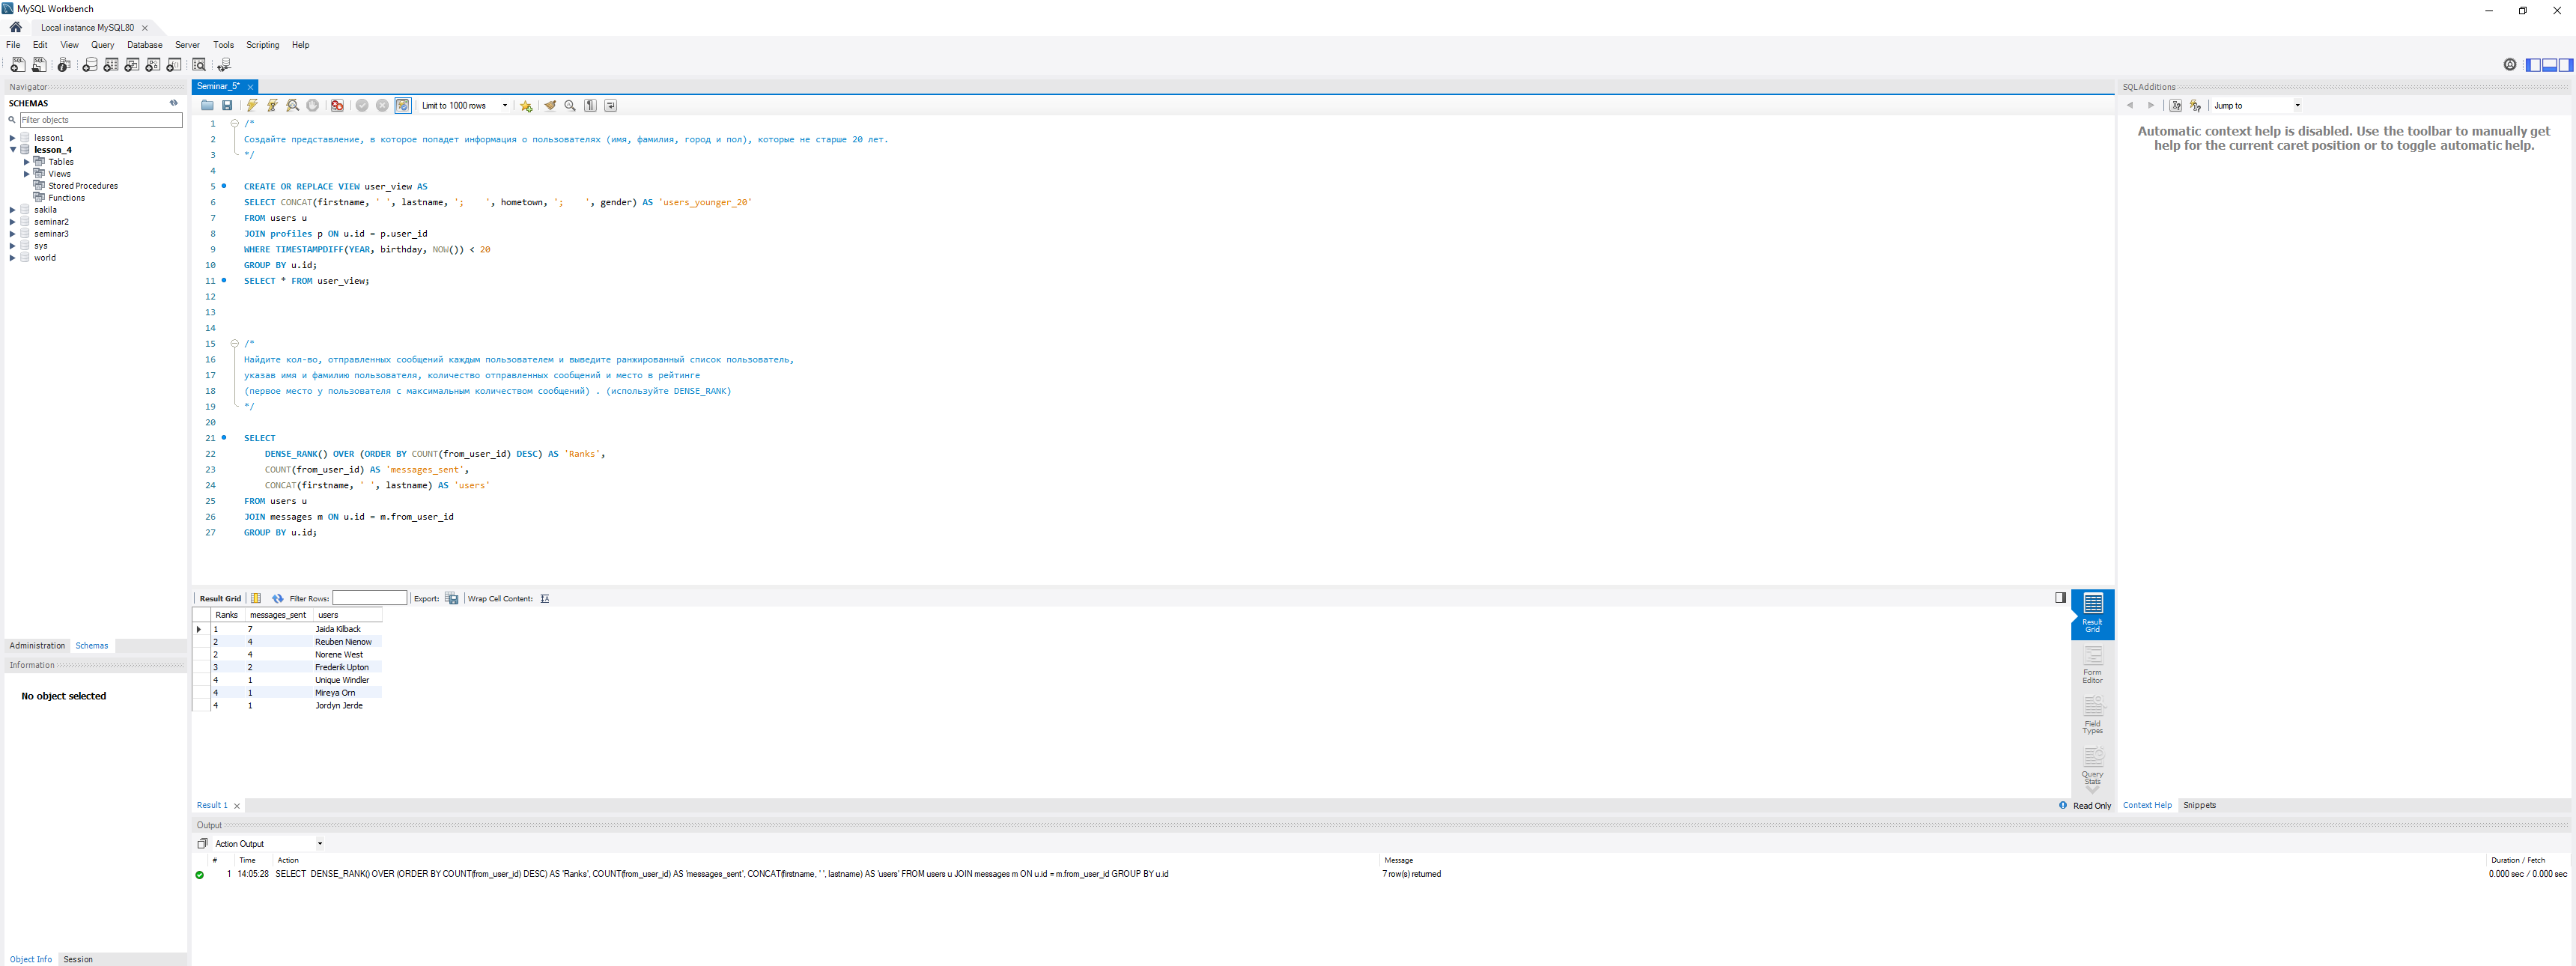 MySQL Workbench
Local instance MySQL80
File Edit View Query Database Server Tools Scripting Help
Navigator
SCHEMAS
Filter objects
lesson1
lesson_4
Tables
Views
Stored Procedures
Functions
sakila
seminar2
seminar3
sys
world
Administration Schemas
Information
No object selected
Object Info Session
Seminar_5*
Limit to 1000 rows
1 /*
2 Создайте представление, в которое попадет информация о пользователях (имя, фамилия, город и пол), которые не старше 20 лет.
3 */
4
5 CREATE OR REPLACE VIEW user_view AS
6 SELECT CONCAT(firstname, ' ', lastname, ';    ', hometown, ';    ', gender) AS 'users_younger_20'
7 FROM users u
8 JOIN profiles p ON u.id = p.user_id
9 WHERE TIMESTAMPDIFF(YEAR, birthday, NOW()) < 20
10 GROUP BY u.id;
11 SELECT * FROM user_view;
12
13
14
15 /*
16 Найдите кол-во, отправленных сообщений каждым пользователем и выведите ранжированный список пользователь,
17 указав имя и фамилию пользователя, количество отправленных сообщений и место в рейтинге
18 (первое место у пользователя с максимальным количеством сообщений) . (используйте DENSE_RANK)
19 */
20
21 SELECT
22 DENSE_RANK() OVER (ORDER BY COUNT(from_user_id) DESC) AS 'Ranks',
23 COUNT(from_user_id) AS 'messages_sent',
24 CONCAT(firstname, ' ', lastname) AS 'users'
25 FROM users u
26 JOIN messages m ON u.id = m.from_user_id
27 GROUP BY u.id;
Result Grid Filter Rows: Export: Wrap Cell Content:
Ranks messages_sent users
1 7 Jaida Kilback
2 4 Reuben Nienow
2 4 Norene West
3 2 Frederik Upton
4 1 Unique Windler
4 1 Mireya Orn
4 1 Jordyn Jerde
Result Grid
Form Editor
Field Types
Query Stats
Result 1
Read Only
Output
Action Output
# Time Action Message Duration / Fetch
1 14:05:28 SELECT DENSE_RANK() OVER (ORDER BY COUNT(from_user_id) DESC) AS 'Ranks', COUNT(from_user_id) AS 'messages_sent', CONCAT(firstname, ' ', lastname) AS 'users' FROM users u JOIN messages m ON u.id = m.from_user_id GROUP BY u.id 7 row(s) returned 0.000 sec / 0.000 sec
SQLAdditions
Jump to
Automatic context help is disabled. Use the toolbar to manually get
help for the current caret position or to toggle automatic help.
Context Help Snippets